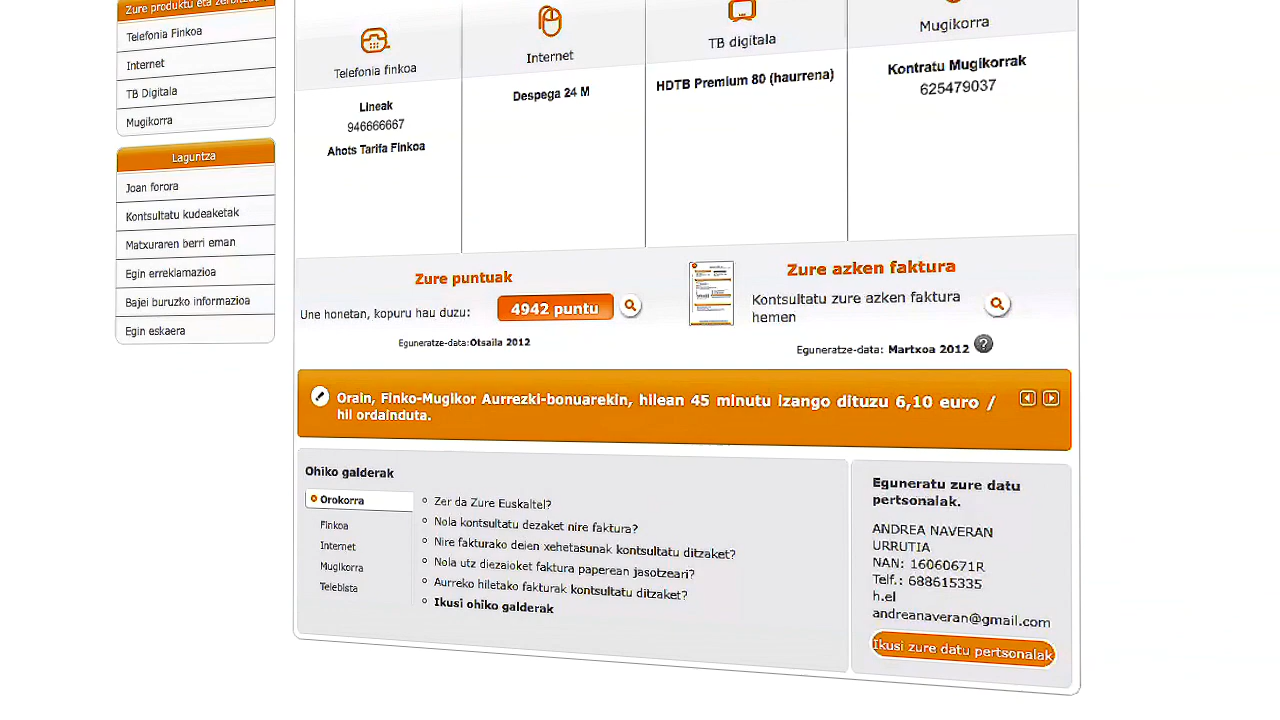 Zure produktu eta
Telefonia Finkoa
Internet
TB Digitala
Mugikorra
Laguntza
Joan forora
Kontsultatu kudeaketak
Matxuraren berri eman
Egin erreklamazioa
Bajei buruzko informazioa
Egin eskaera
Telefonia finkoa
Lineak
946666667
Ahots Tarifa Finkoa
Internet
Despega 24 M
TB digitala
HDTB Premium 80 (haurrena)
Mugikorra
Kontratu Mugikorrak
625479037
Zure puntuak
Une honetan, kopuru hau duzu:
4942 puntu
Eguneratze-data:Otsaila 2012
Zure azken faktura
Kontsultatu zure azken faktura
hemen
Eguneratze-data: Martxoa 2012
?
Orain, Finko-Mugikor Aurrezki-bonuarekin, hilean 45 minutu izango dituzu 6,10 euro /
hil ordainduta.
Ohiko galderak
Orokorra
Finkoa
Internet
Mugikorra
Telebista
Zer da Zure Euskaltel?
Nola kontsultatu dezaket nire faktura?
Nire fakturako deien xehetasunak kontsultatu ditzaket?
Nola utz diezaioket faktura paperean jasotzeari?
Aurreko hiletako fakturak kontsultatu ditzaket?
Ikusi ohiko galderak
Eguneratu zure datu
pertsonalak.
ANDREA NAVERAN
URRUTIA
NAN: 16060671R
Telf.: 688615335
h.el
andreanaveran@gmail.com
Ikusi zure datu pertsonalak